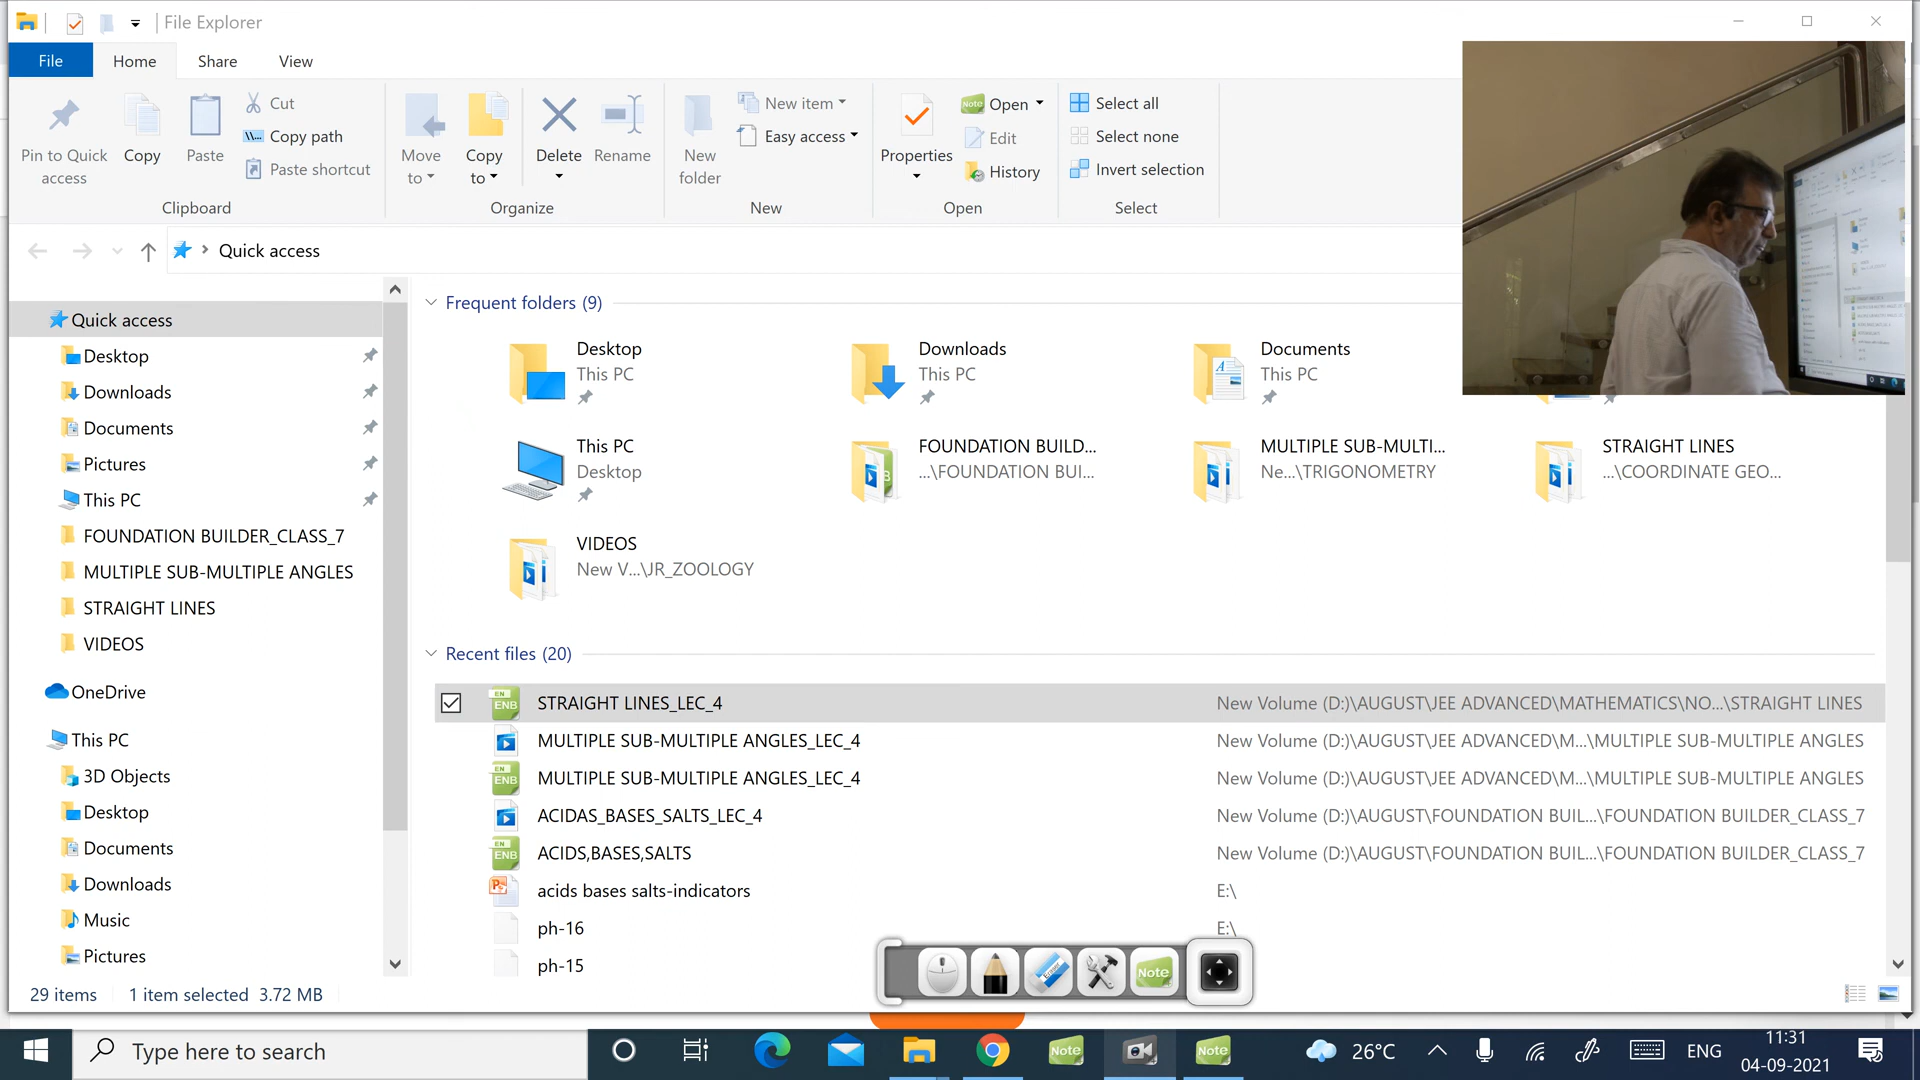 File Explorer
File Home Share View
Pin to Quick access
Copy
Paste
Cut
Copy path
Paste shortcut
Clipboard
Move to
Copy to
Delete
Rename
Organize
New folder
New item
Easy access
New
Properties
Open
Edit
History
Open
Select all
Select none
Invert selection
Select
Quick access
Quick access
Desktop
Downloads
Documents
Pictures
This PC
FOUNDATION BUILDER_CLASS_7
MULTIPLE SUB-MULTIPLE ANGLES
STRAIGHT LINES
VIDEOS
OneDrive
This PC
3D Objects
Desktop
Documents
Downloads
Music
Pictures
Frequent folders (9)
Desktop
This PC
Downloads
This PC
Documents
This PC
This PC
Desktop
FOUNDATION BUILD...
...\FOUNDATION BUI...
MULTIPLE SUB-MULTI...
Ne...\TRIGONOMETRY
STRAIGHT LINES
...\COORDINATE GEO...
VIDEOS
New V...\JR_ZOOLOGY
Recent files (20)
STRAIGHT LINES_LEC_4 New Volume (D:)\AUGUST\JEE ADVANCED\MATHEMATICS\NO...\STRAIGHT LINES
MULTIPLE SUB-MULTIPLE ANGLES_LEC_4 New Volume (D:)\AUGUST\JEE ADVANCED\M...\MULTIPLE SUB-MULTIPLE ANGLES
MULTIPLE SUB-MULTIPLE ANGLES_LEC_4 New Volume (D:)\AUGUST\JEE ADVANCED\M...\MULTIPLE SUB-MULTIPLE ANGLES
ACIDAS_BASES_SALTS_LEC_4 New Volume (D:)\AUGUST\FOUNDATION BUIL...\FOUNDATION BUILDER_CLASS_7
ACIDS,BASES,SALTS New Volume (D:)\AUGUST\FOUNDATION BUIL...\FOUNDATION BUILDER_CLASS_7
acids bases salts-indicators E:\
ph-16 E:\
ph-15
Note
29 items 1 item selected 3.72 MB
Type here to search
Note
Note
26°C
ENG
11:31
04-09-2021